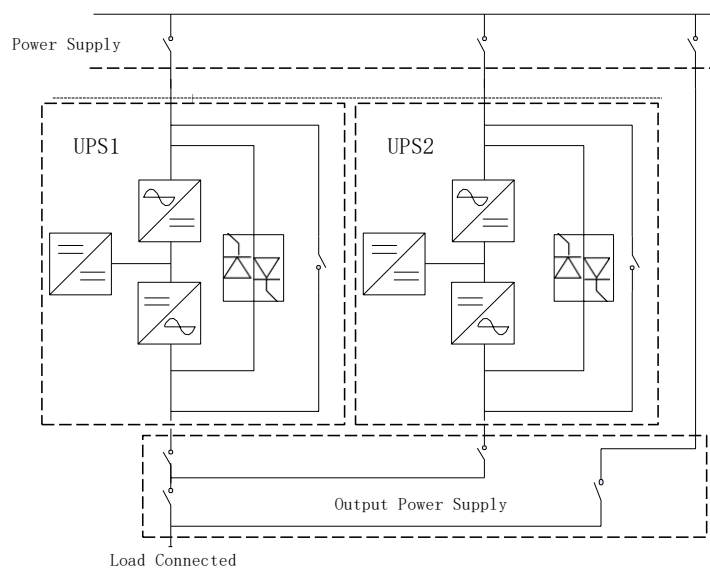 Power Supply
UPS1
UPS2
Output Power Supply
Load Connected